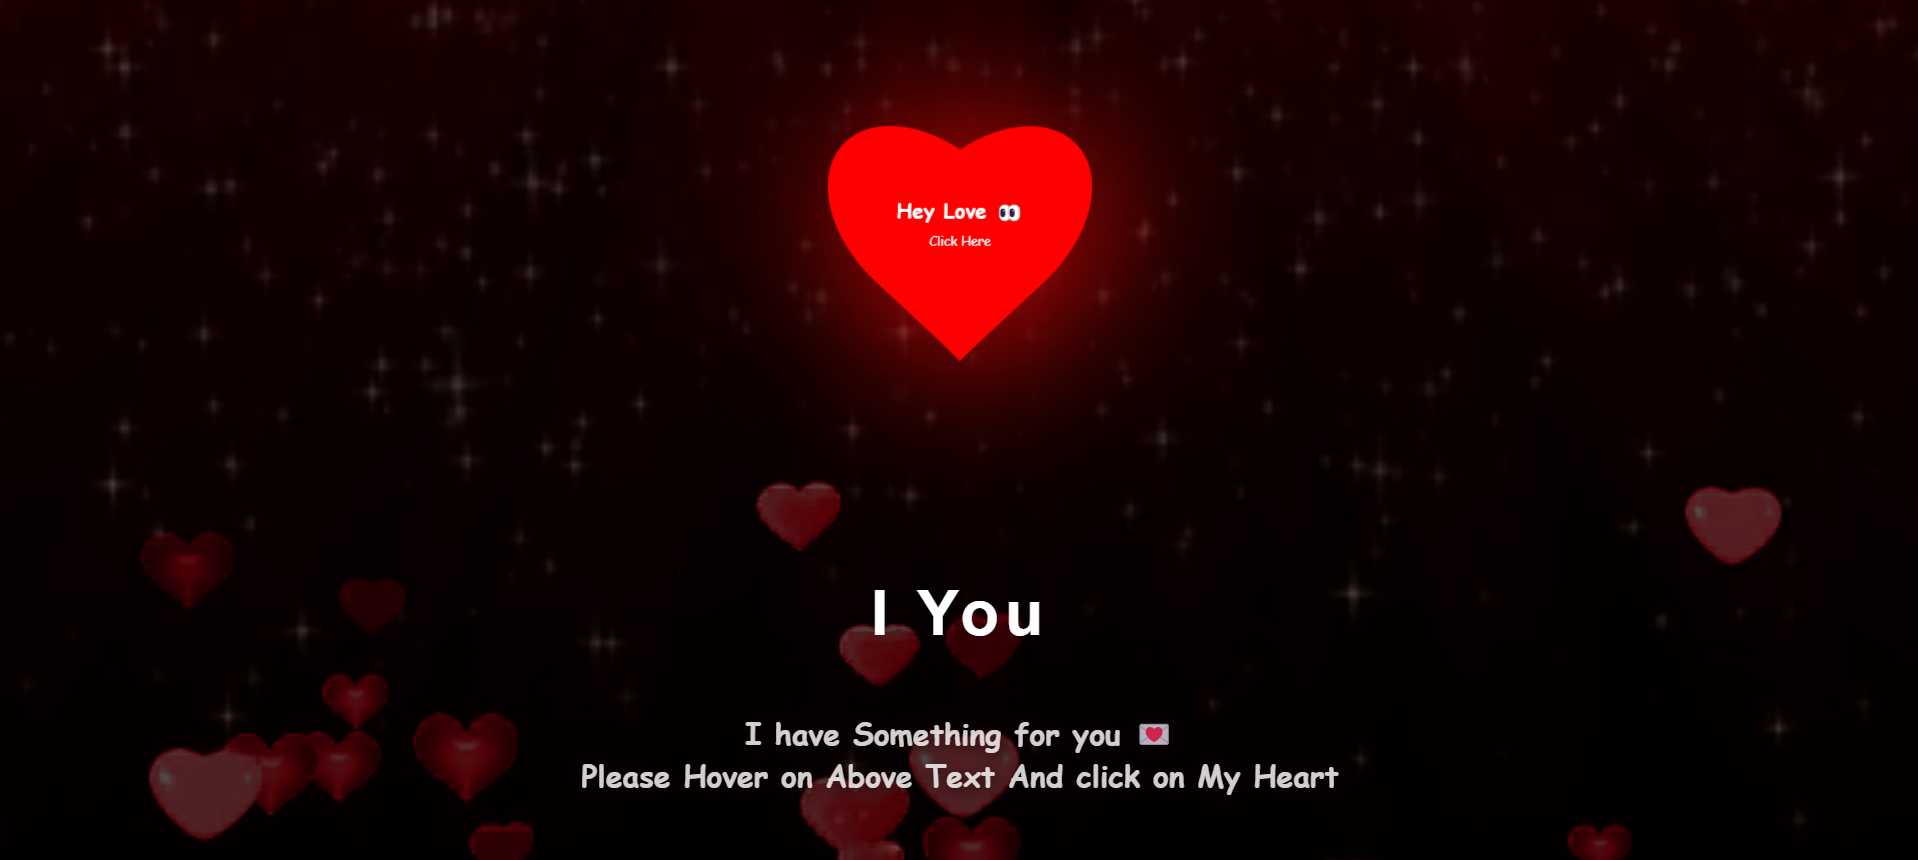 Hey Love 👀
Click Here
I You
I have Something for you 💌
Please Hover on Above Text And click on My Heart